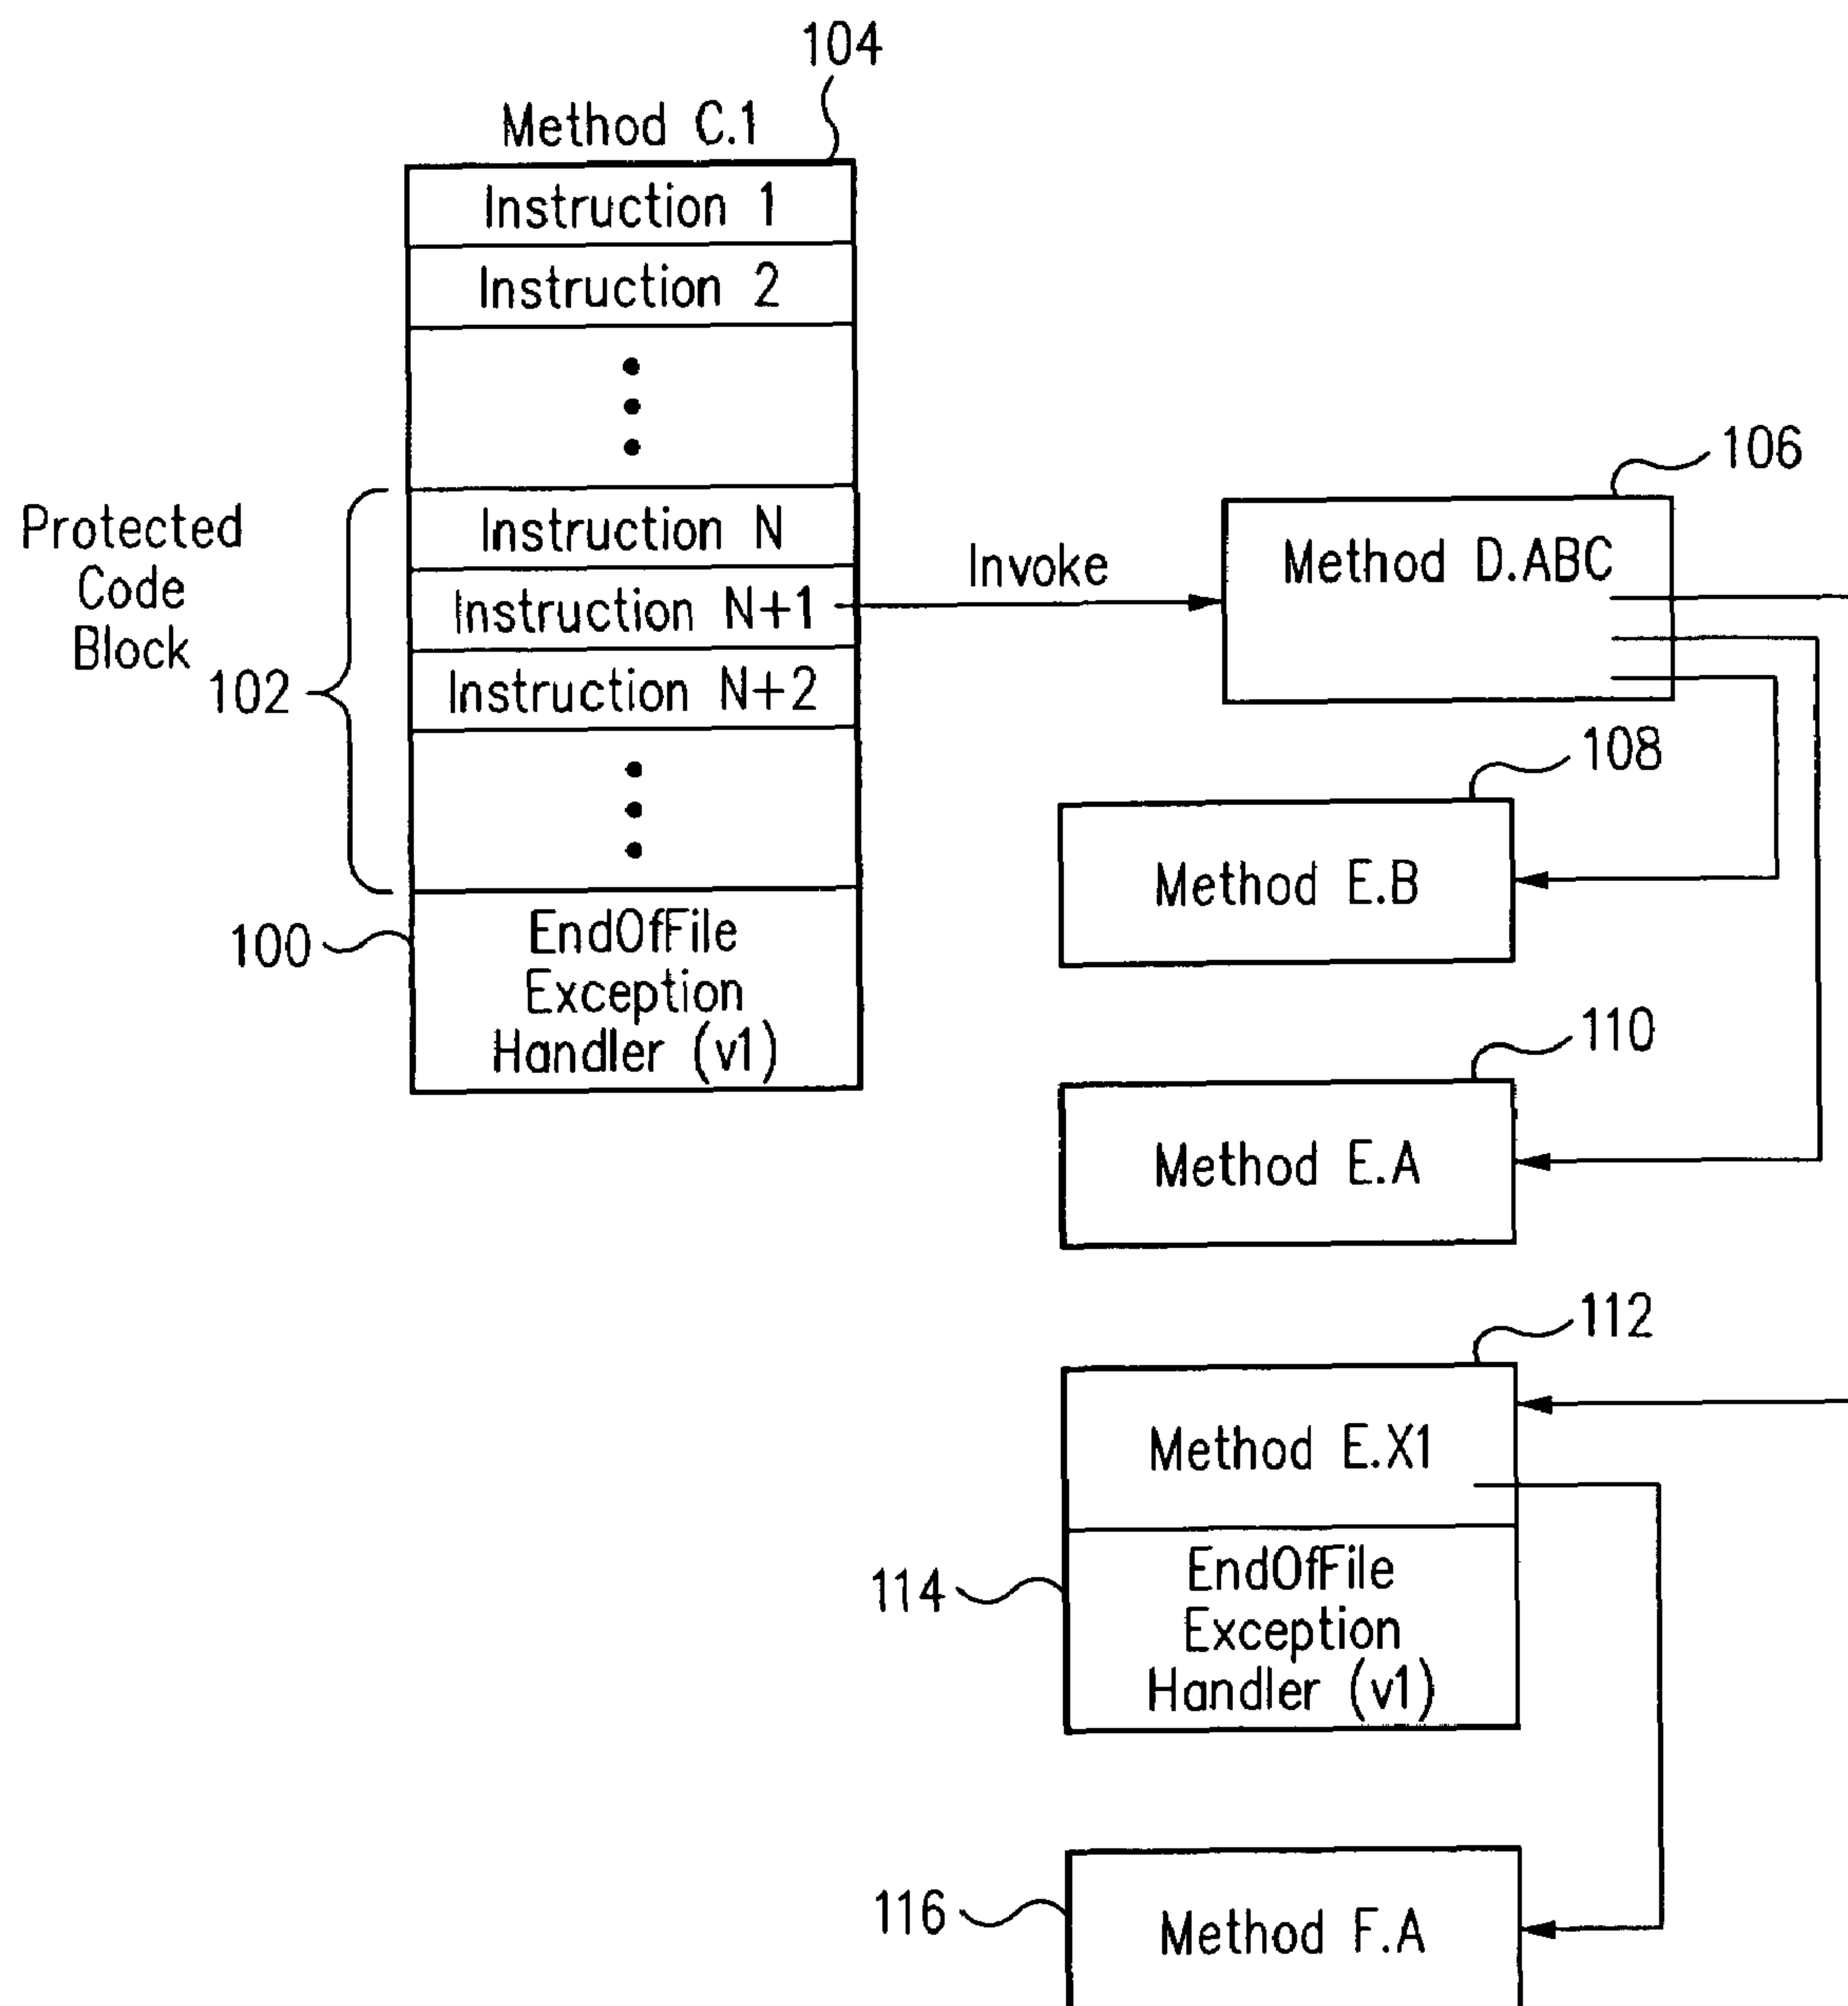 104
Method C.1
Instruction 1
Instruction 2
Instruction N
Instruction N+1
Instruction N+2
Protected
Code
Block
102
100
EndOfFile
Exception
Handler (v1)
Invoke
106
Method D.ABC
108
Method E.B
110
Method E.A
112
Method E.X1
114
EndOfFile
Exception
Handler (v1)
116
Method F.A